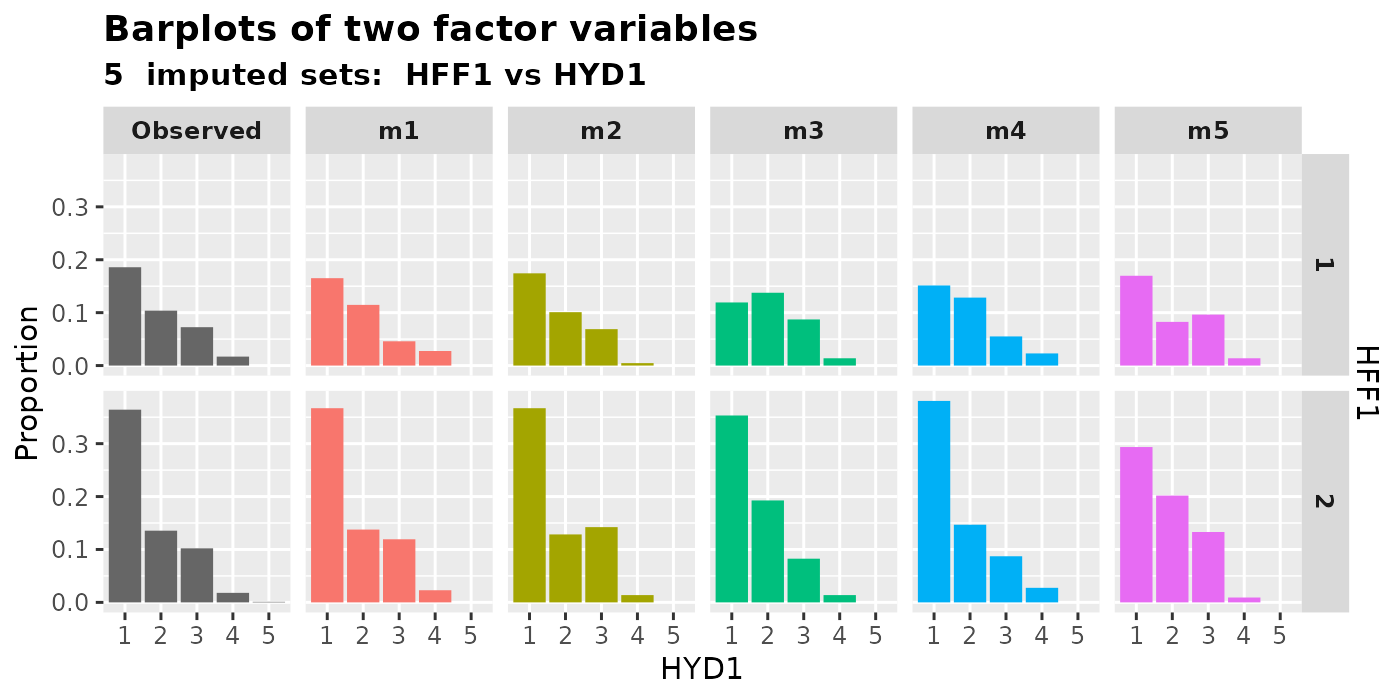 Barplots of two factor variables
5 imputed sets: HFF1 vs HYD1
Observed m1 m2 m3 m4 m5
0.3
0.2
0.1
0.0
1
0.3
0.2
0.1
0.0
2
Proportion
HFF1
1 2 3 4 5 1 2 3 4 5 1 2 3 4 5 1 2 3 4 5 1 2 3 4 5 1 2 3 4 5
HYD1